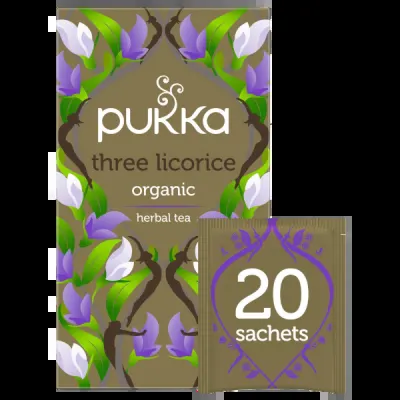 pukka
three licorice
organic
herbal tea
20
sachets